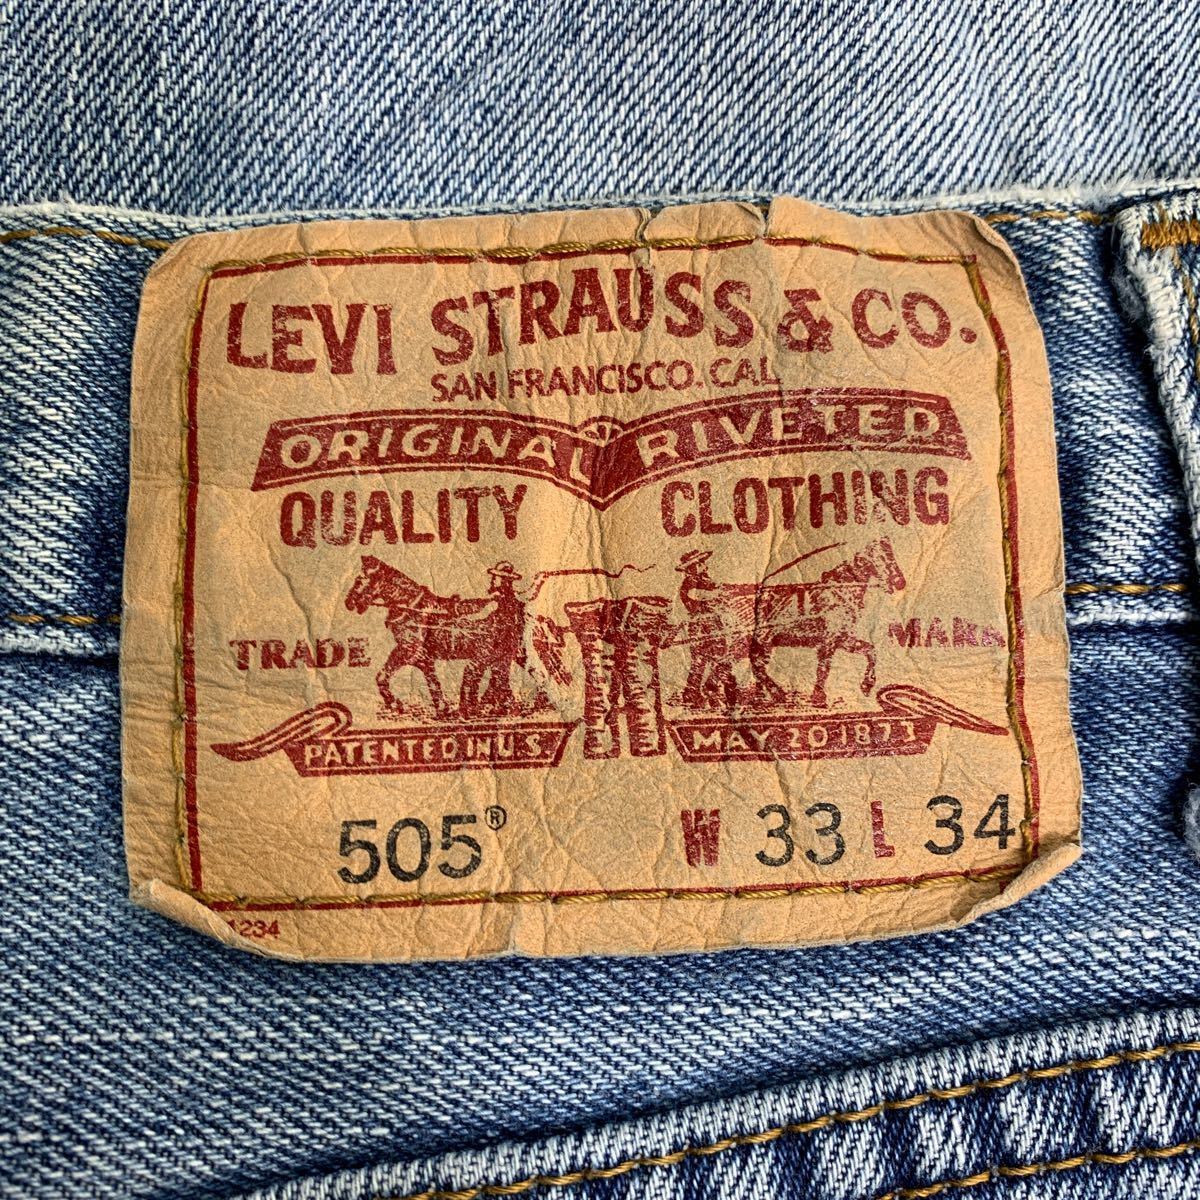 LEVI STRAUSS & CO.
SAN FRANCISCO. CAL
ORIGINAL RIVETED
QUALITY CLOTHING
TRADE MARK
PATENTED IN U.S. MAY 20 1873
505® W 33 L 34
1234